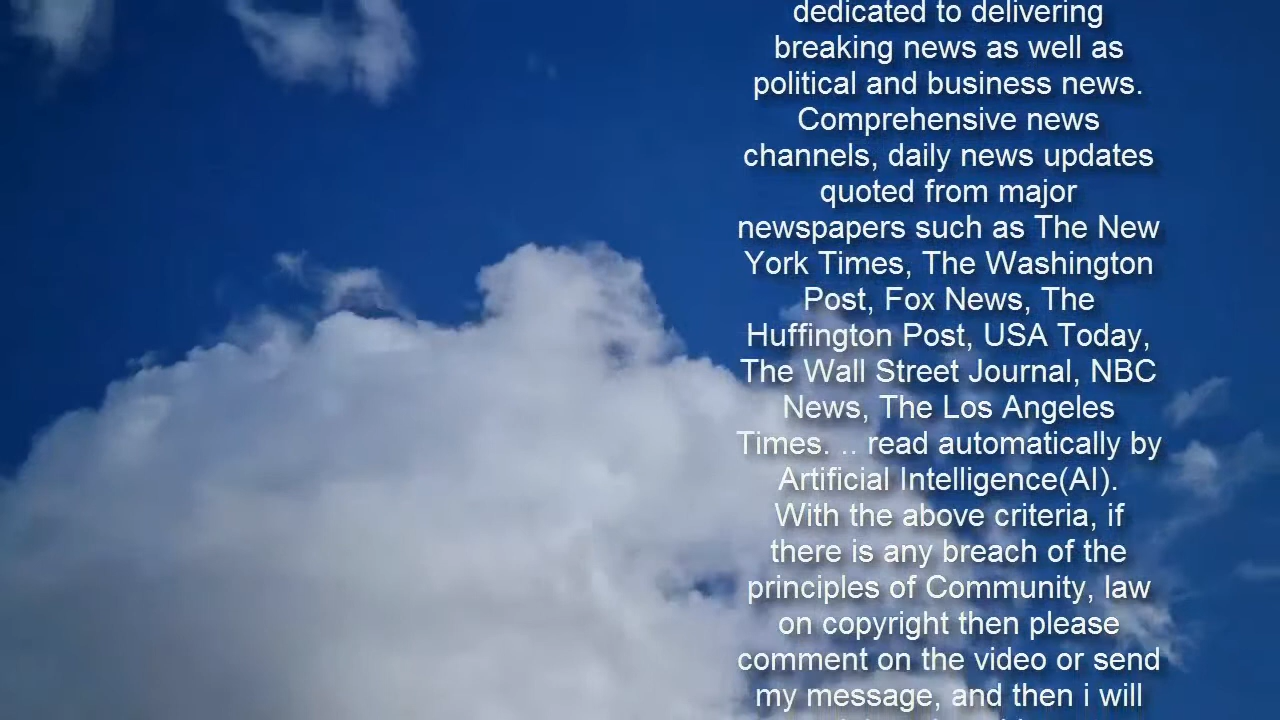 dedicated to delivering
breaking news as well as
political and business news.
Comprehensive news
channels, daily news updates
quoted from major
newspapers such as The New
York Times, The Washington
Post, Fox News, The
Huffington Post, USA Today,
The Wall Street Journal, NBC
News, The Los Angeles
Times. .. read automatically by
Artificial Intelligence(AI).
With the above criteria, if
there is any breach of the
principles of Community, law
on copyright then please
comment on the video or send
my message, and then i will